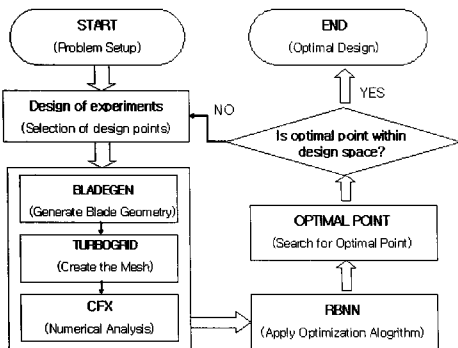 START
(Problem Setup)
Design of experiments
(Selection of design points)
BLADEGEN
(Generate Blade Geometry)
TURBOGRID
(Create the Mesh)
CFX
(Numerical Analysis)
RBNN
(Apply Optimization Alogrithm)
OPTIMAL POINT
(Search for Optimal Point)
Is optimal point within
design space?
NO
YES
END
(Optimal Design)